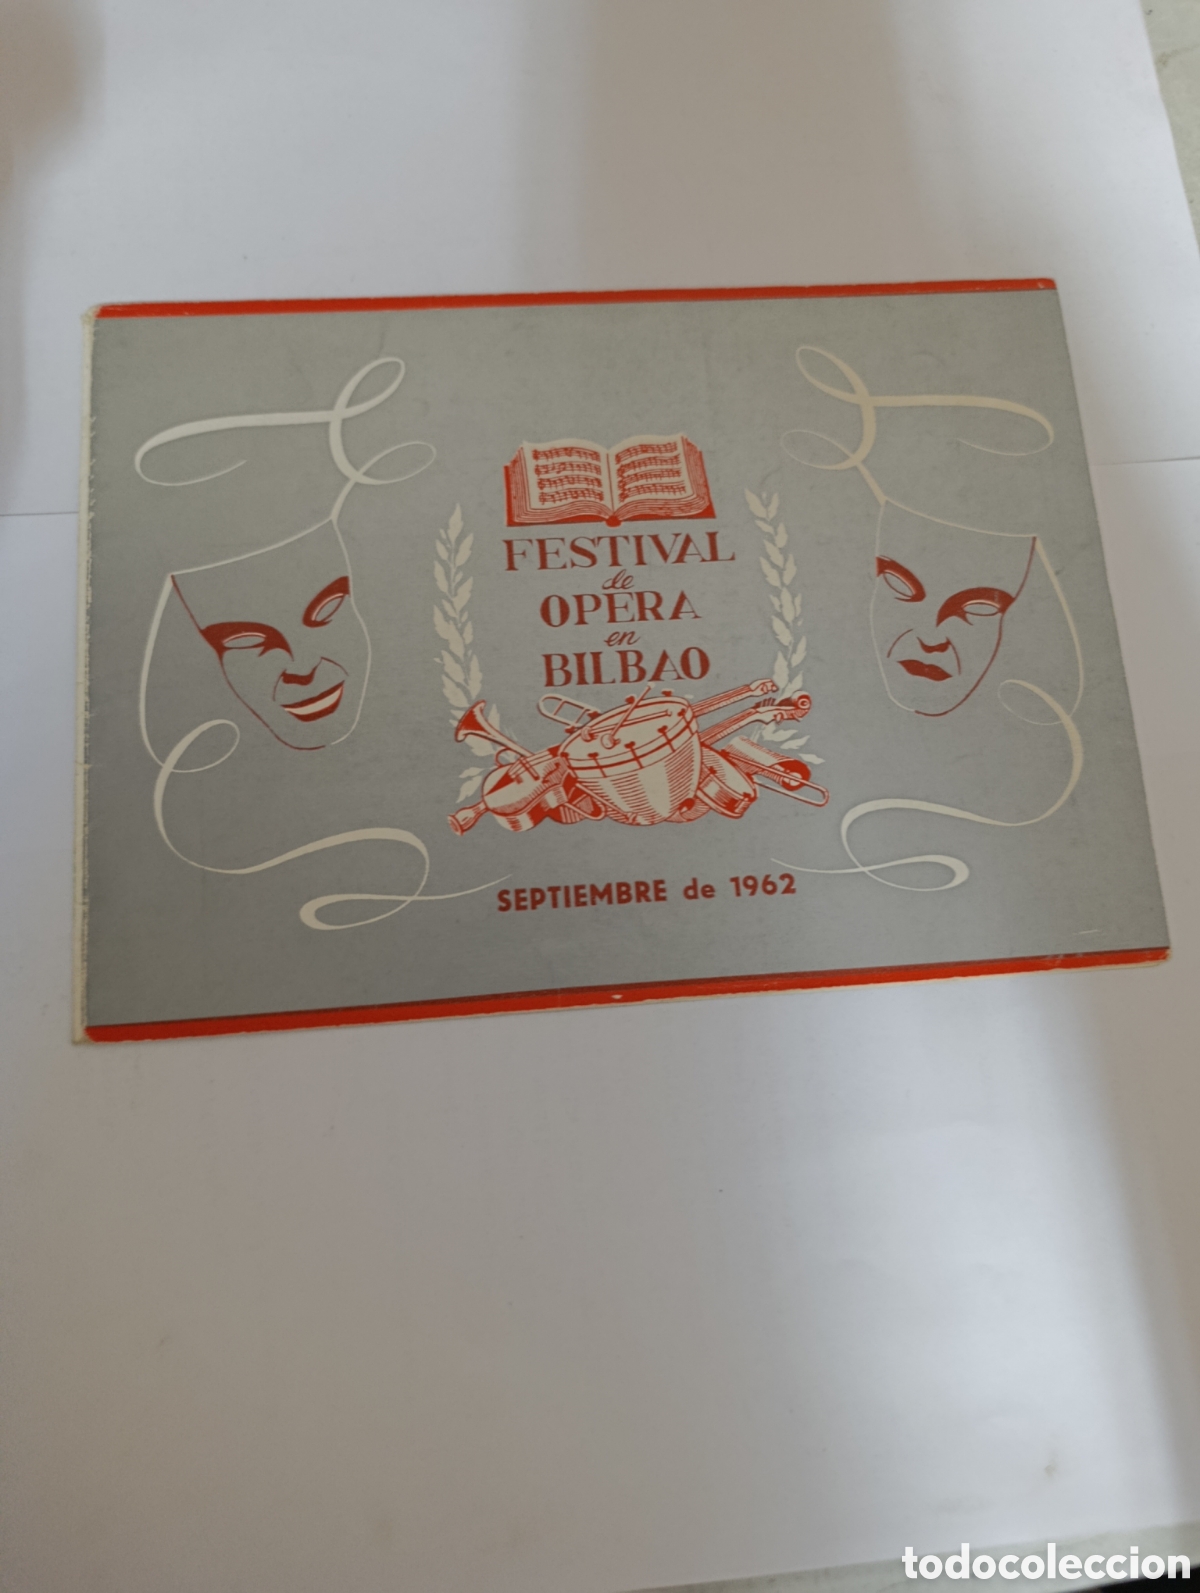 FESTIVAL
de
OPERA
en
BILBAO
SEPTIEMBRE de 1962
todocoleccion